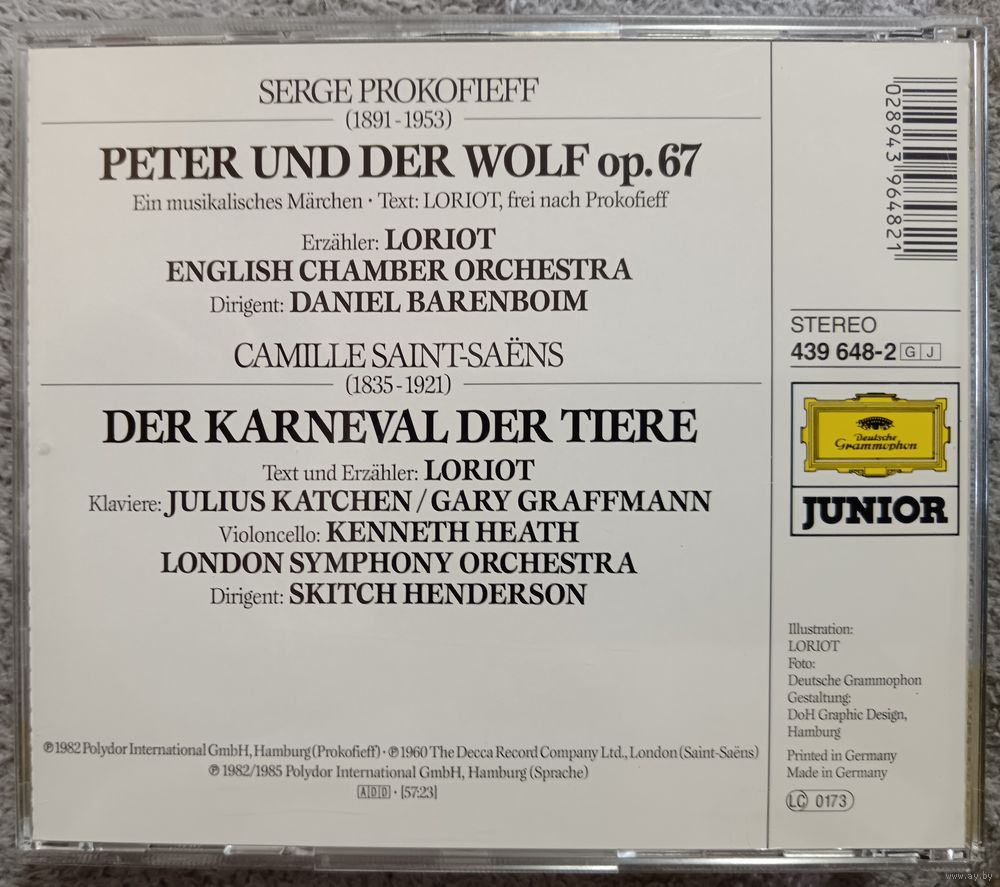 SERGE PROKOFIEFF
(1891-1953)
PETER UND DER WOLF op. 67
Ein musikalisches Märchen · Text: LORIOT, frei nach Prokofieff
Erzähler: LORIOT
ENGLISH CHAMBER ORCHESTRA
Dirigent: DANIEL BARENBOIM
CAMILLE SAINT-SAËNS
(1835-1921)
DER KARNEVAL DER TIERE
Text und Erzähler: LORIOT
Klaviere: JULIUS KATCHEN / GARY GRAFFMANN
Violoncello: KENNETH HEATH
LONDON SYMPHONY ORCHESTRA
Dirigent: SKITCH HENDERSON
℗ 1982 Polydor International GmbH, Hamburg (Prokofieff) · ℗ 1960 The Decca Record Company Ltd., London (Saint-Saëns)
℗ 1982/1985 Polydor International GmbH, Hamburg (Sprache)
ADD · [57:23]
028943 964821
STEREO
439 648-2 GJ
Deutsche
Grammophon
JUNIOR
Illustration:
LORIOT
Foto:
Deutsche Grammophon
Gestaltung:
DoH Graphic Design,
Hamburg
Printed in Germany
Made in Germany
LC 0173
www.ay.by